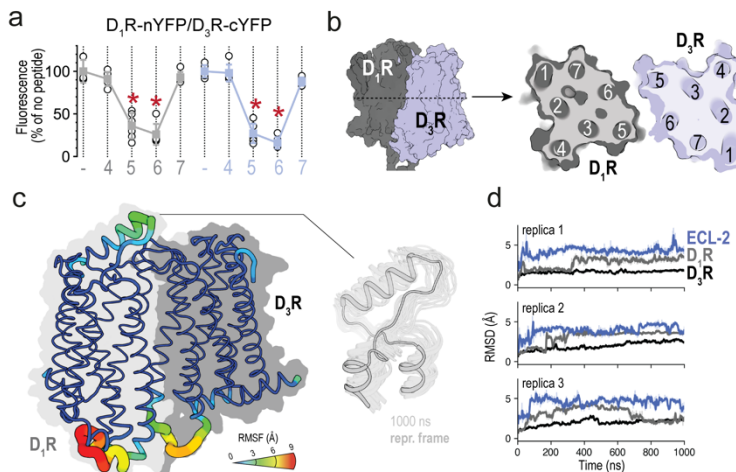 a
D₁R-nYFP/D₃R-cYFP
Fluorescence
(% of no peptide)
100
50
0
* * * *
- 4 5 6 7 - 4 5 6 7
b
D₁R
D₃R
D₃R
1 7 6 2 3 5 4
5 3 4 6 2 7 1
D₁R
c
D₃R
D₁R
RMSF (Å)
0 3 6 9
1000 ns
repr. frame
d
replica 1
ECL-2
D₁R
D₃R
5
0
replica 2
5
0
replica 3
5
0
RMSD (Å)
0 200 400 600 800 1000
Time (ns)